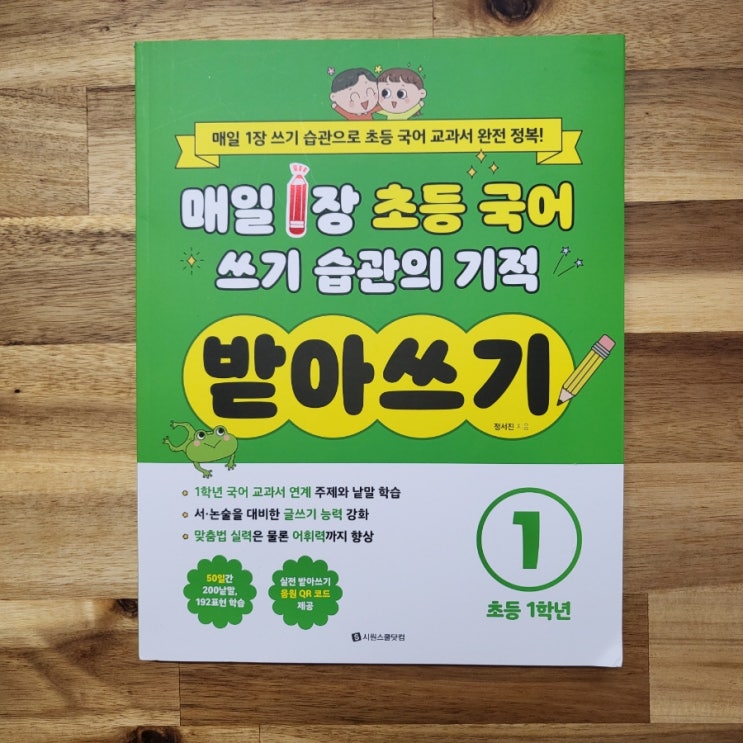 매일 1장 쓰기 습관으로 초등 국어 교과서 완전 정복!
매일 1장 초등 국어
쓰기 습관의 기적
받아쓰기
정서진 지음
1학년 국어 교과서 연계 주제와 낱말 학습
서·논술을 대비한 글쓰기 능력 강화
맞춤법 실력은 물론 어휘력까지 향상
50일간
200낱말,
192표현 학습
실전 받아쓰기
음원 QR 코드
제공
1
초등 1학년
S 시원스쿨닷컴